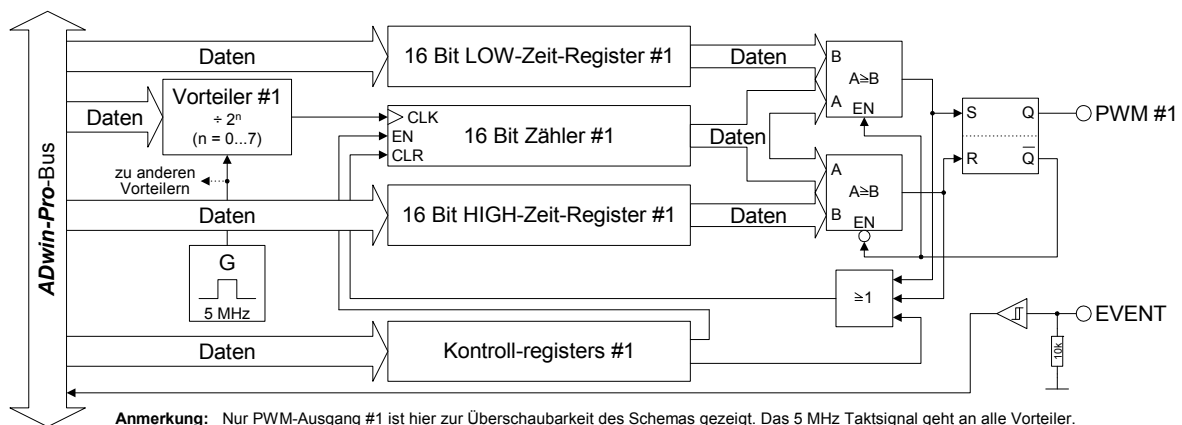 ADwin-Pro-Bus
Daten
16 Bit LOW-Zeit-Register #1
Daten
B
A≥B
A
EN
Vorteiler #1
÷ 2ⁿ
(n = 0...7)
Daten
CLK
EN
CLR
16 Bit Zähler #1
Daten
S
Q
PWM #1
R
Q̅
zu anderen
Vorteilern
A
A≥B
B
EN
Daten
16 Bit HIGH-Zeit-Register #1
Daten
G
5 MHz
≥1
EVENT
10k
Daten
Kontroll-registers #1
Anmerkung: Nur PWM-Ausgang #1 ist hier zur Überschaubarkeit des Schemas gezeigt. Das 5 MHz Taktsignal geht an alle Vorteiler.